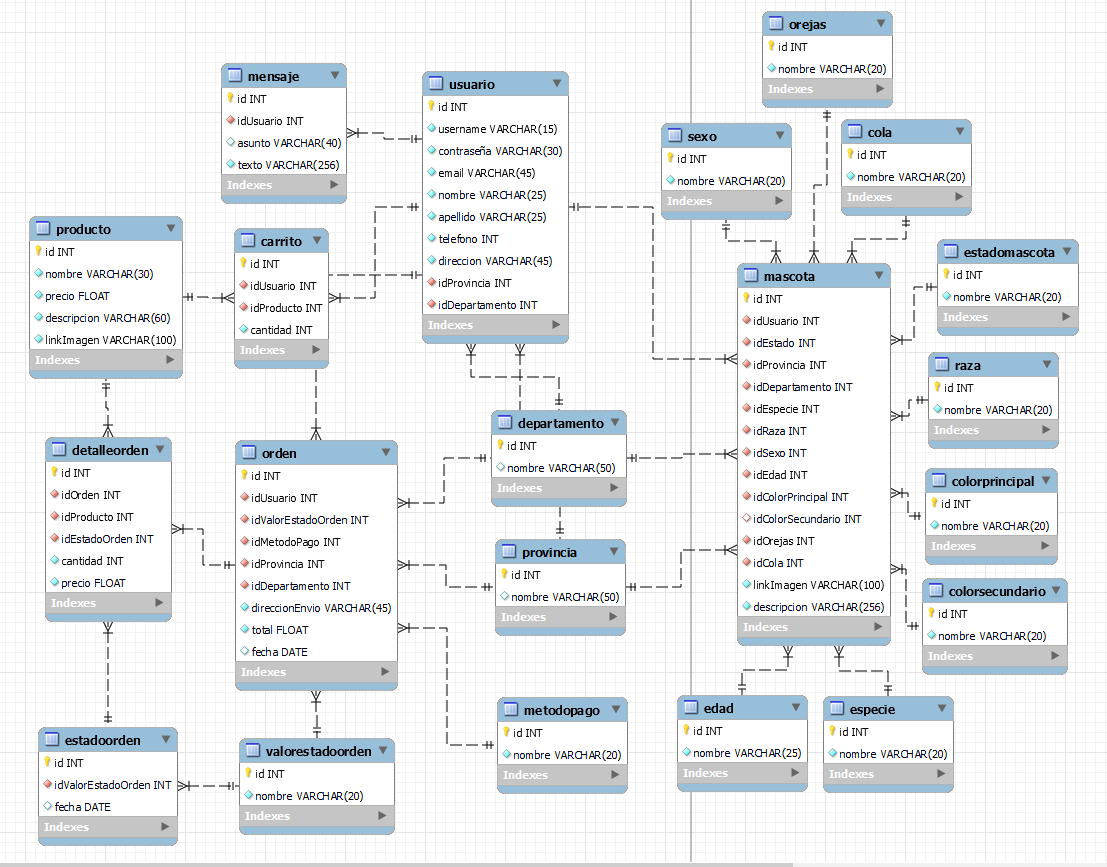 orejas
id INT
nombre VARCHAR(20)
Indexes
mensaje
id INT
idUsuario INT
asunto VARCHAR(40)
texto VARCHAR(256)
Indexes
usuario
id INT
username VARCHAR(15)
contraseña VARCHAR(30)
email VARCHAR(45)
nombre VARCHAR(25)
apellido VARCHAR(25)
telefono INT
direccion VARCHAR(45)
idProvincia INT
idDepartamento INT
Indexes
sexo
id INT
nombre VARCHAR(20)
Indexes
cola
id INT
nombre VARCHAR(20)
Indexes
producto
id INT
nombre VARCHAR(30)
precio FLOAT
descripcion VARCHAR(60)
linkImagen VARCHAR(100)
Indexes
carrito
id INT
idUsuario INT
idProducto INT
cantidad INT
Indexes
mascota
id INT
idUsuario INT
idEstado INT
idProvincia INT
idDepartamento INT
idEspecie INT
idRaza INT
idSexo INT
idEdad INT
idColorPrincipal INT
idColorSecundario INT
idOrejas INT
idCola INT
linkImagen VARCHAR(100)
descripcion VARCHAR(256)
Indexes
estadomascota
id INT
nombre VARCHAR(20)
Indexes
raza
id INT
nombre VARCHAR(20)
Indexes
detalleorden
id INT
idOrden INT
idProducto INT
idEstadoOrden INT
cantidad INT
precio FLOAT
Indexes
orden
id INT
idUsuario INT
idValorEstadoOrden INT
idMetodoPago INT
idProvincia INT
idDepartamento INT
direccionEnvio VARCHAR(45)
total FLOAT
fecha DATE
Indexes
departamento
id INT
nombre VARCHAR(50)
Indexes
colorprincipal
id INT
nombre VARCHAR(20)
Indexes
provincia
id INT
nombre VARCHAR(50)
Indexes
colorsecundario
id INT
nombre VARCHAR(20)
Indexes
estadoorden
id INT
idValorEstadoOrden INT
fecha DATE
Indexes
valorestadoorden
id INT
nombre VARCHAR(20)
Indexes
metodopago
id INT
nombre VARCHAR(20)
Indexes
edad
id INT
nombre VARCHAR(25)
Indexes
especie
id INT
nombre VARCHAR(20)
Indexes